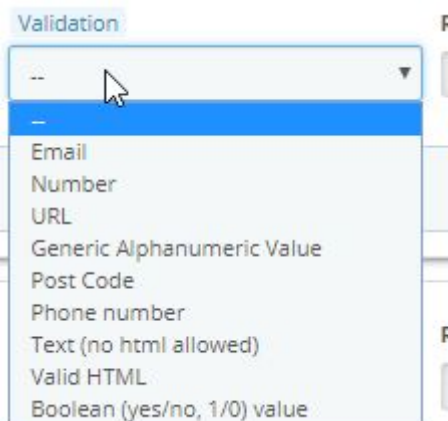 Validation
--
--
Email
Number
URL
Generic Alphanumeric Value
Post Code
Phone number
Text (no html allowed)
Valid HTML
Boolean (yes/no, 1/0) value